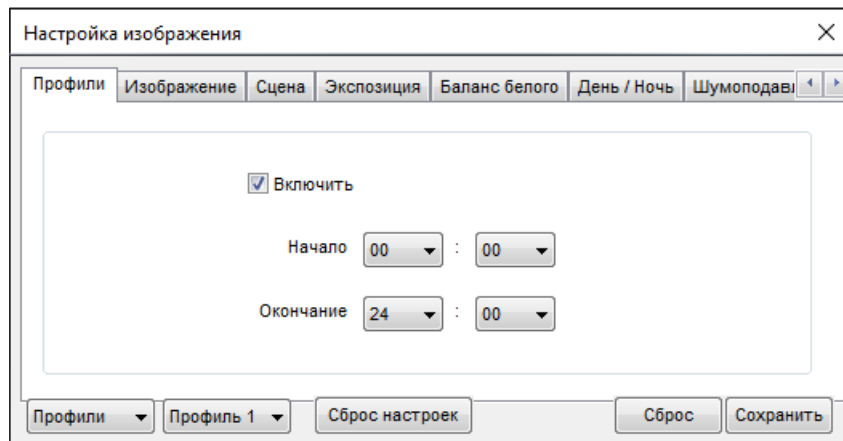 Настройка изображения
Профили Изображение Сцена Экспозиция Баланс белого День / Ночь Шумоподавл
Включить
Начало 00 : 00
Окончание 24 : 00
Профили Профиль 1 Сброс настроек Сброс Сохранить